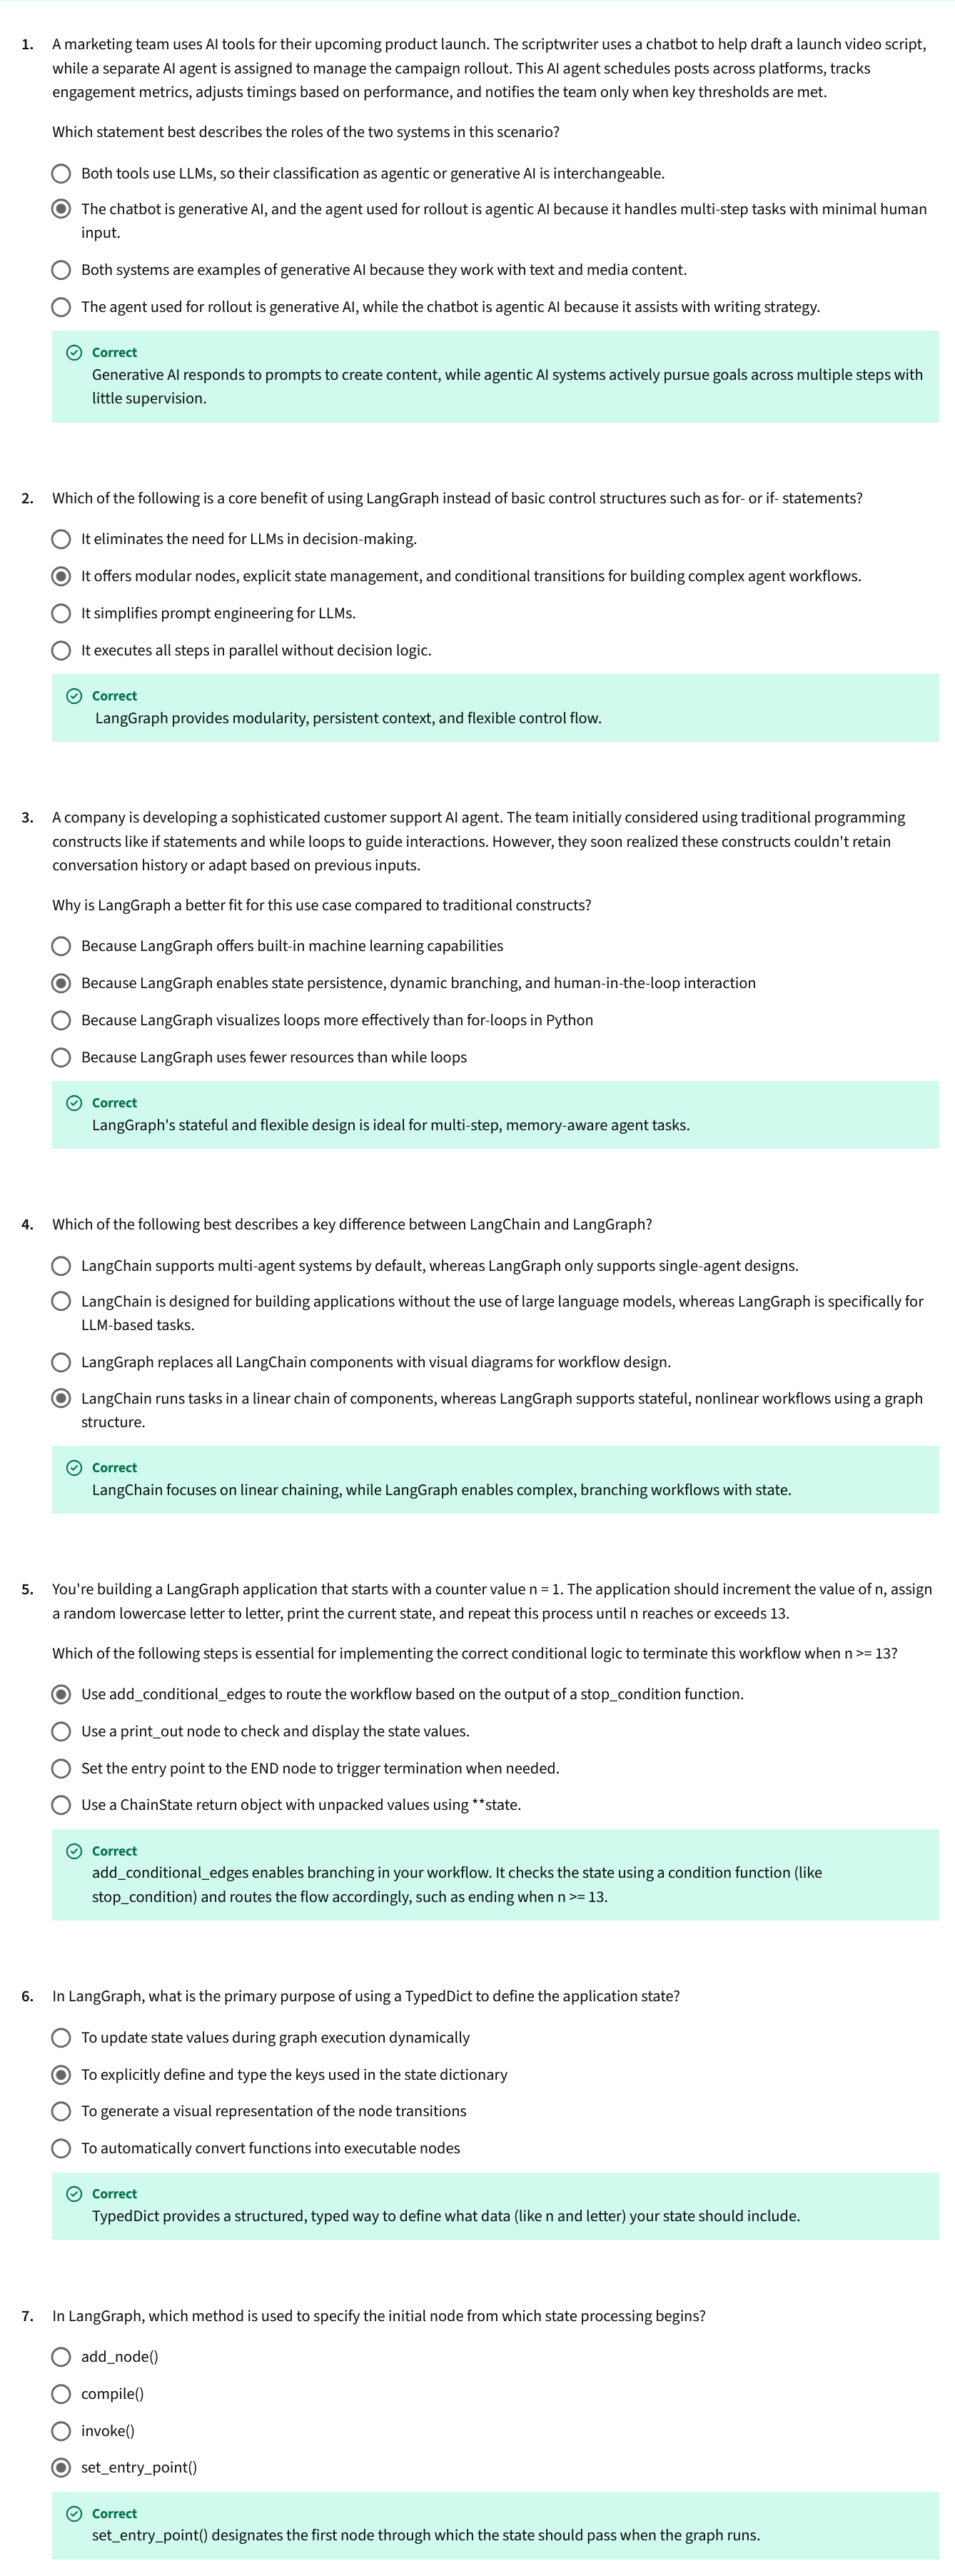 1. A marketing team uses AI tools for their upcoming product launch. The scriptwriter uses a chatbot to help draft a launch video script,
while a separate AI agent is assigned to manage the campaign rollout. This AI agent schedules posts across platforms, tracks
engagement metrics, adjusts timings based on performance, and notifies the team only when key thresholds are met.
Which statement best describes the roles of the two systems in this scenario?
Both tools use LLMs, so their classification as agentic or generative AI is interchangeable.
The chatbot is generative AI, and the agent used for rollout is agentic AI because it handles multi-step tasks with minimal human
input.
Both systems are examples of generative AI because they work with text and media content.
The agent used for rollout is generative AI, while the chatbot is agentic AI because it assists with writing strategy.
Correct
Generative AI responds to prompts to create content, while agentic AI systems actively pursue goals across multiple steps with
little supervision.
2. Which of the following is a core benefit of using LangGraph instead of basic control structures such as for- or if- statements?
It eliminates the need for LLMs in decision-making.
It offers modular nodes, explicit state management, and conditional transitions for building complex agent workflows.
It simplifies prompt engineering for LLMs.
It executes all steps in parallel without decision logic.
Correct
LangGraph provides modularity, persistent context, and flexible control flow.
3. A company is developing a sophisticated customer support AI agent. The team initially considered using traditional programming
constructs like if statements and while loops to guide interactions. However, they soon realized these constructs couldn't retain
conversation history or adapt based on previous inputs.
Why is LangGraph a better fit for this use case compared to traditional constructs?
Because LangGraph offers built-in machine learning capabilities
Because LangGraph enables state persistence, dynamic branching, and human-in-the-loop interaction
Because LangGraph visualizes loops more effectively than for-loops in Python
Because LangGraph uses fewer resources than while loops
Correct
LangGraph's stateful and flexible design is ideal for multi-step, memory-aware agent tasks.
4. Which of the following best describes a key difference between LangChain and LangGraph?
LangChain supports multi-agent systems by default, whereas LangGraph only supports single-agent designs.
LangChain is designed for building applications without the use of large language models, whereas LangGraph is specifically for
LLM-based tasks.
LangGraph replaces all LangChain components with visual diagrams for workflow design.
LangChain runs tasks in a linear chain of components, whereas LangGraph supports stateful, nonlinear workflows using a graph
structure.
Correct
LangChain focuses on linear chaining, while LangGraph enables complex, branching workflows with state.
5. You're building a LangGraph application that starts with a counter value n = 1. The application should increment the value of n, assign
a random lowercase letter to letter, print the current state, and repeat this process until n reaches or exceeds 13.
Which of the following steps is essential for implementing the correct conditional logic to terminate this workflow when n >= 13?
Use add_conditional_edges to route the workflow based on the output of a stop_condition function.
Use a print_out node to check and display the state values.
Set the entry point to the END node to trigger termination when needed.
Use a ChainState return object with unpacked values using **state.
Correct
add_conditional_edges enables branching in your workflow. It checks the state using a condition function (like
stop_condition) and routes the flow accordingly, such as ending when n >= 13.
6. In LangGraph, what is the primary purpose of using a TypedDict to define the application state?
To update state values during graph execution dynamically
To explicitly define and type the keys used in the state dictionary
To generate a visual representation of the node transitions
To automatically convert functions into executable nodes
Correct
TypedDict provides a structured, typed way to define what data (like n and letter) your state should include.
7. In LangGraph, which method is used to specify the initial node from which state processing begins?
add_node()
compile()
invoke()
set_entry_point()
Correct
set_entry_point() designates the first node through which the state should pass when the graph runs.